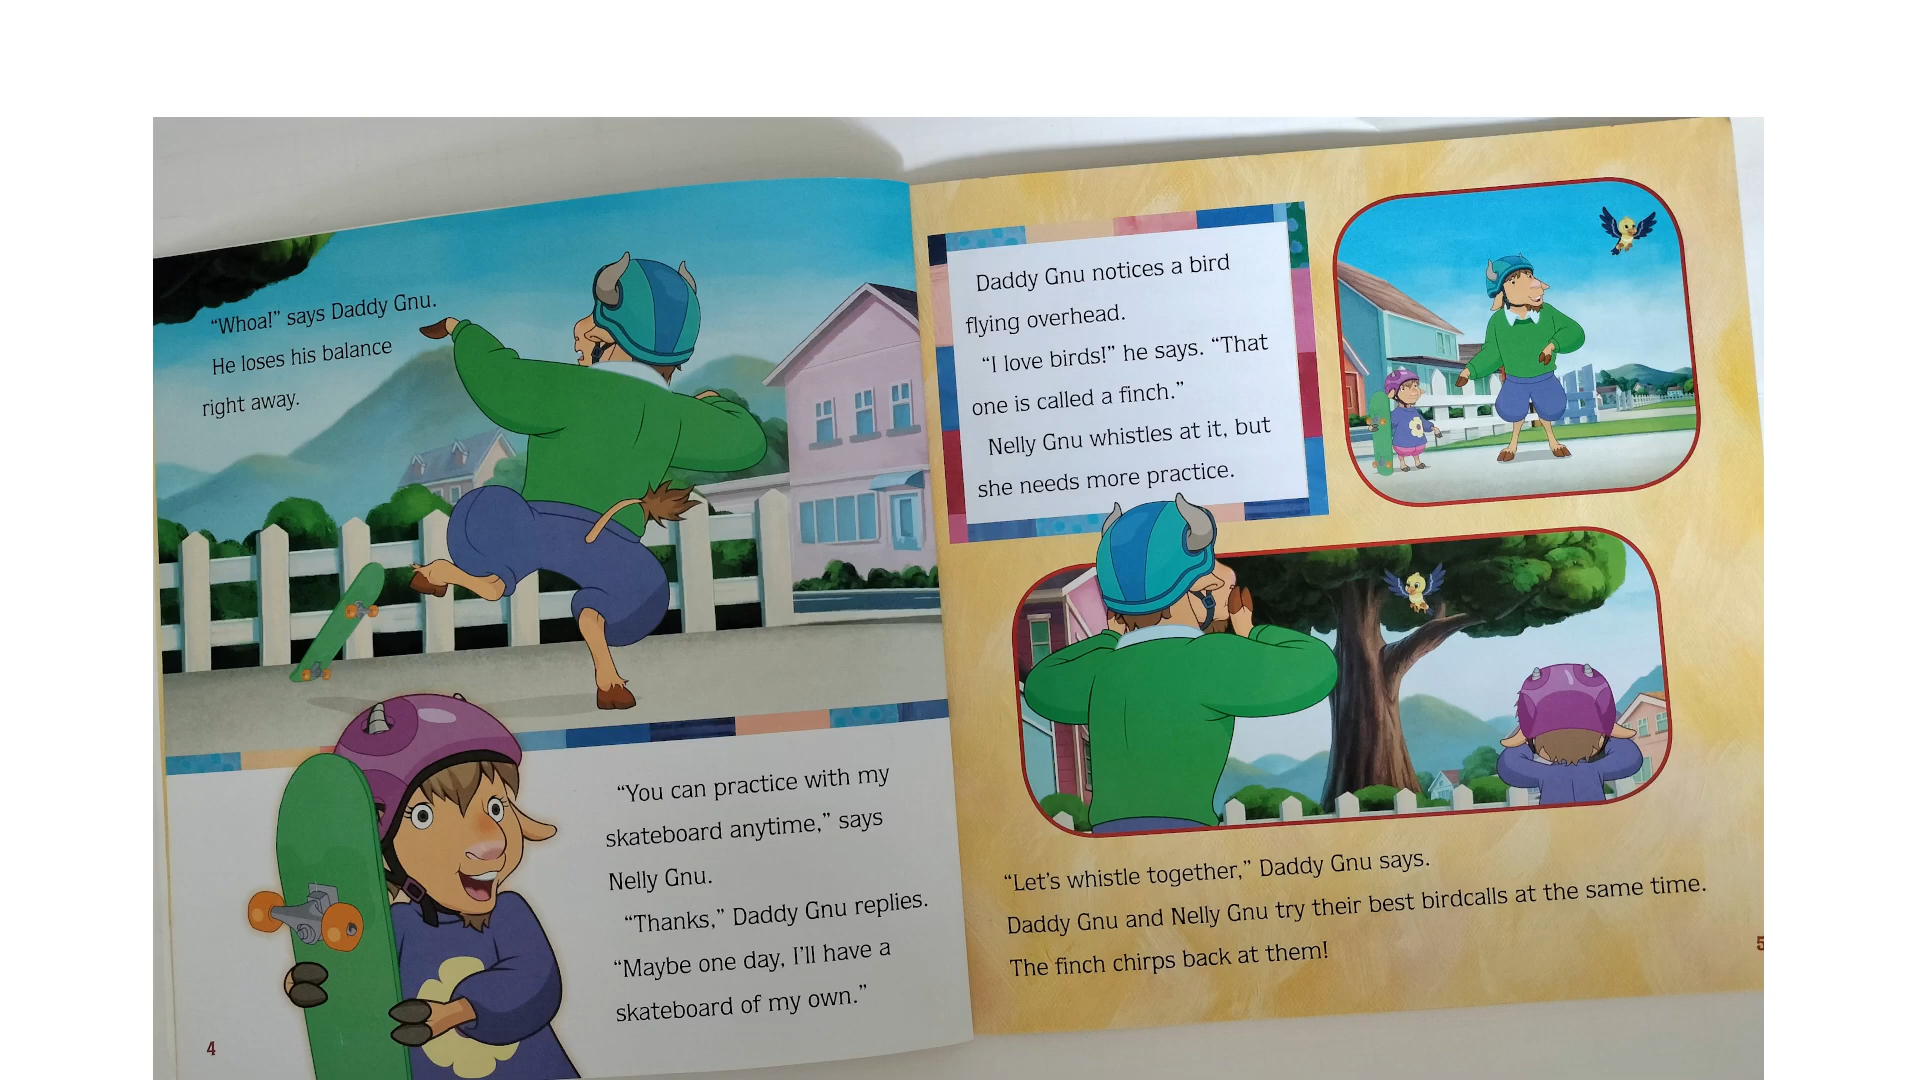 “Whoa!” says Daddy Gnu.
He loses his balance
right away.
“You can practice with my
skateboard anytime,” says
Nelly Gnu.
“Thanks,” Daddy Gnu replies.
“Maybe one day, I’ll have a
skateboard of my own.”
4
Daddy Gnu notices a bird
flying overhead.
“I love birds!” he says. “That
one is called a finch.”
Nelly Gnu whistles at it, but
she needs more practice.
“Let’s whistle together,” Daddy Gnu says.
Daddy Gnu and Nelly Gnu try their best birdcalls at the same time.
The finch chirps back at them!
5